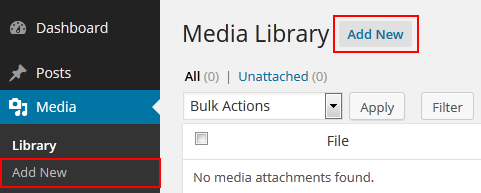 Dashboard
Posts
Media
Library
Add New
Media Library Add New
All (0) | Unattached (0)
Bulk Actions Apply Filter
File
No media attachments found.